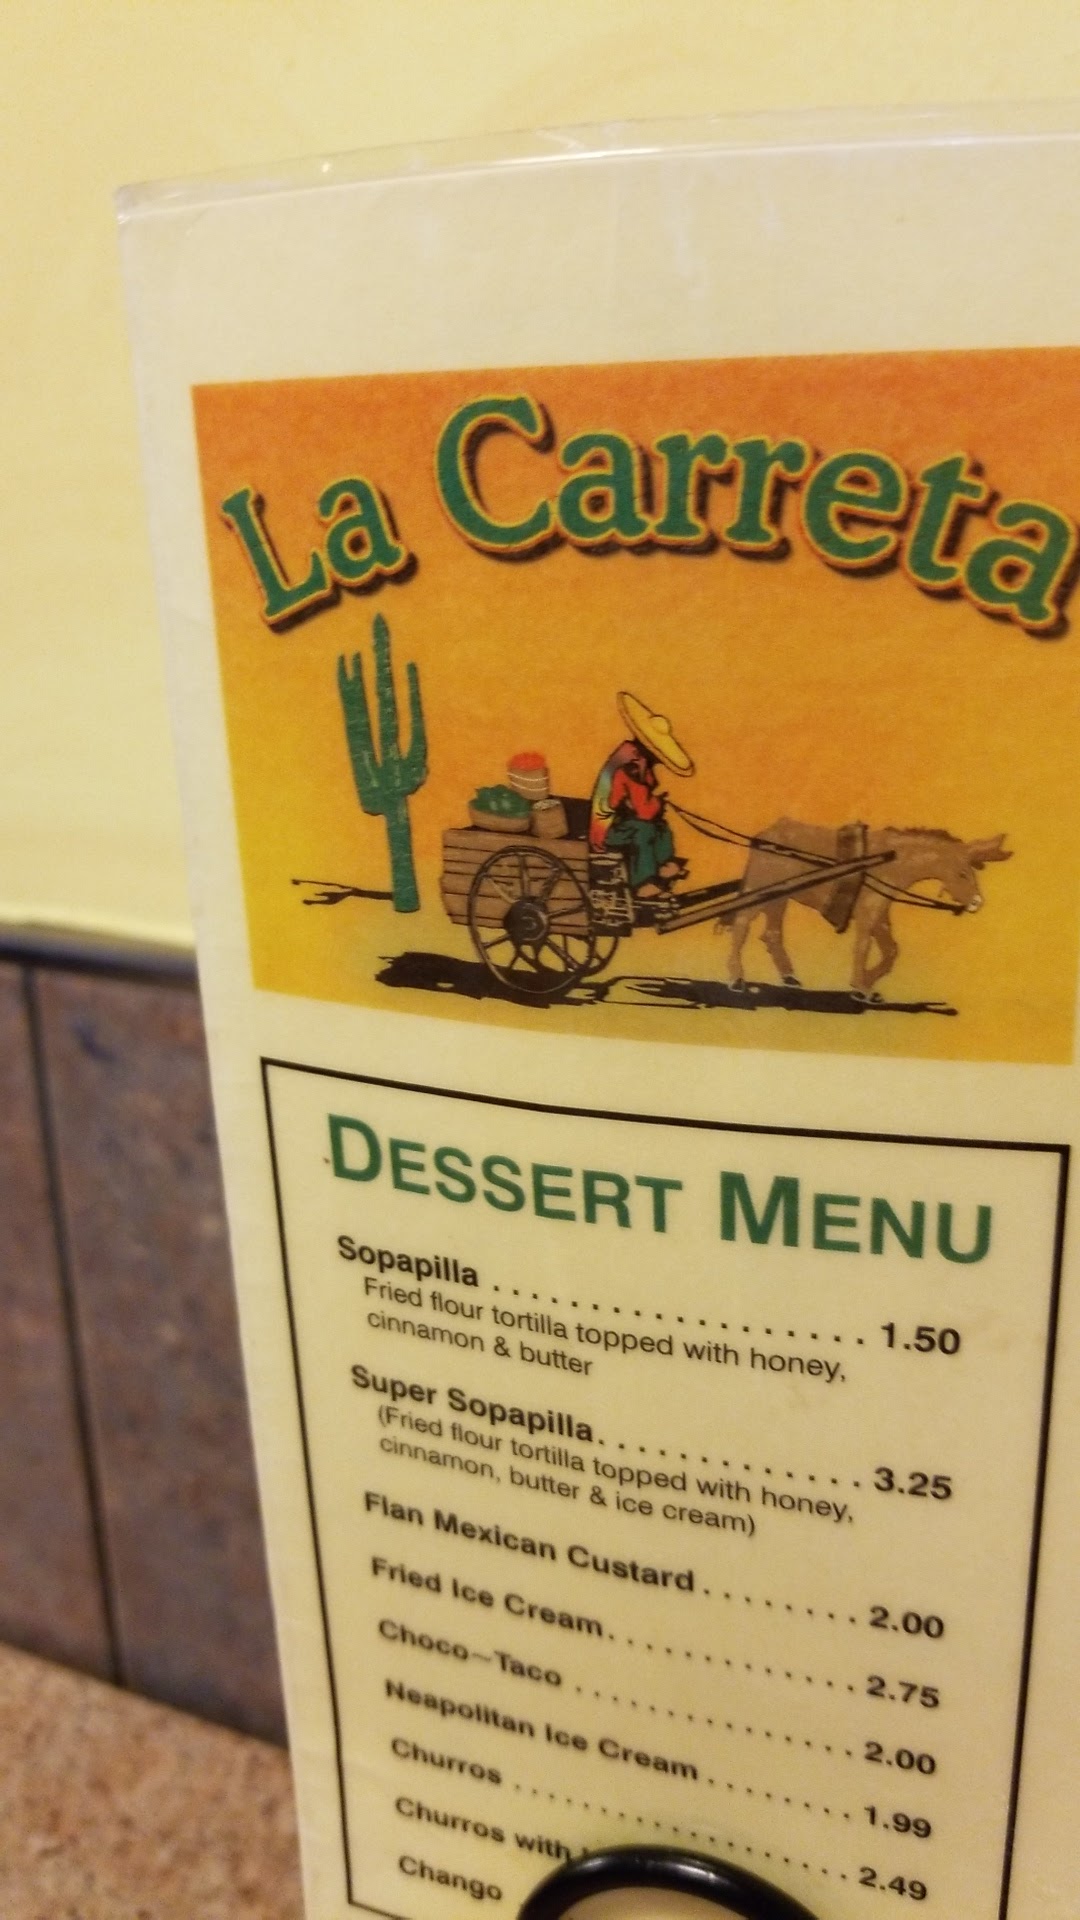 La Carreta
DESSERT MENU
Sopapilla . . . . . . . . . . . . . . . . . . 1.50
Fried flour tortilla topped with honey,
cinnamon & butter
Super Sopapilla. . . . . . . . . . . . . 3.25
(Fried flour tortilla topped with honey,
cinnamon, butter & ice cream)
Flan Mexican Custard . . . . . . . . 2.00
Fried Ice Cream. . . . . . . . . . . . . 2.75
Choco~Taco . . . . . . . . . . . . . . . 2.00
Neapolitan Ice Cream . . . . . . . . 1.99
Churros . . . . . . . . . . . . . . . . . . 2.49
Churros with
Chango